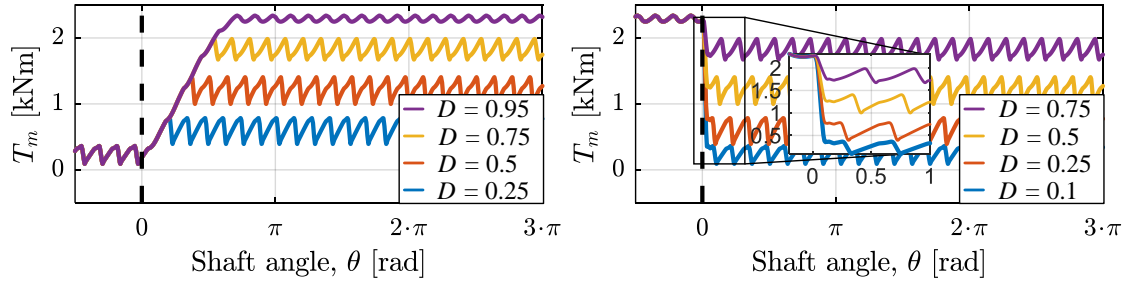 2
1
0
T_m [kNm]
D = 0.95
D = 0.75
D = 0.5
D = 0.25
0 π 2·π 3·π
Shaft angle, θ [rad]
2
1
0
T_m [kNm]
2
1.5
1
0.5
0 0.5 1
D = 0.75
D = 0.5
D = 0.25
D = 0.1
0 π 2·π 3·π
Shaft angle, θ [rad]